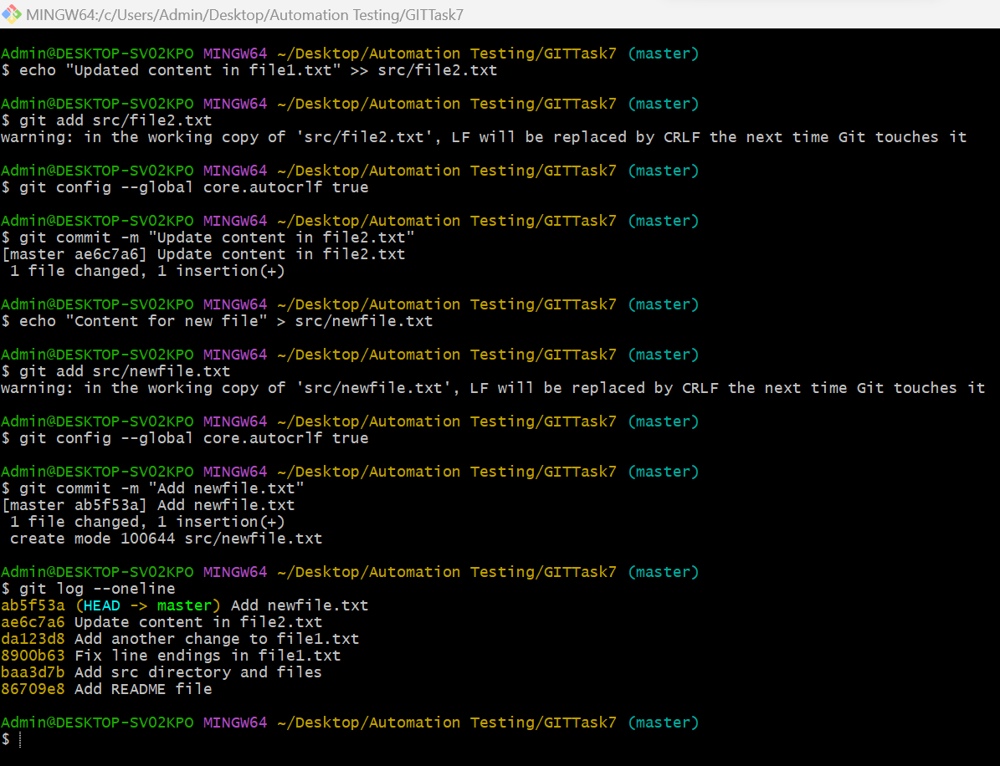 MINGW64:/c/Users/Admin/Desktop/Automation Testing/GITTask7
Admin@DESKTOP-SV02KPO MINGW64 ~/Desktop/Automation Testing/GITTask7 (master)
$ echo "Updated content in file1.txt" >> src/file2.txt
Admin@DESKTOP-SV02KPO MINGW64 ~/Desktop/Automation Testing/GITTask7 (master)
$ git add src/file2.txt
warning: in the working copy of 'src/file2.txt', LF will be replaced by CRLF the next time Git touches it
Admin@DESKTOP-SV02KPO MINGW64 ~/Desktop/Automation Testing/GITTask7 (master)
$ git config --global core.autocrlf true
Admin@DESKTOP-SV02KPO MINGW64 ~/Desktop/Automation Testing/GITTask7 (master)
$ git commit -m "Update content in file2.txt"
[master ae6c7a6] Update content in file2.txt
1 file changed, 1 insertion(+)
Admin@DESKTOP-SV02KPO MINGW64 ~/Desktop/Automation Testing/GITTask7 (master)
$ echo "Content for new file" > src/newfile.txt
Admin@DESKTOP-SV02KPO MINGW64 ~/Desktop/Automation Testing/GITTask7 (master)
$ git add src/newfile.txt
warning: in the working copy of 'src/newfile.txt', LF will be replaced by CRLF the next time Git touches it
Admin@DESKTOP-SV02KPO MINGW64 ~/Desktop/Automation Testing/GITTask7 (master)
$ git config --global core.autocrlf true
Admin@DESKTOP-SV02KPO MINGW64 ~/Desktop/Automation Testing/GITTask7 (master)
$ git commit -m "Add newfile.txt"
[master ab5f53a] Add newfile.txt
1 file changed, 1 insertion(+)
create mode 100644 src/newfile.txt
Admin@DESKTOP-SV02KPO MINGW64 ~/Desktop/Automation Testing/GITTask7 (master)
$ git log --oneline
ab5f53a (HEAD -> master) Add newfile.txt
ae6c7a6 Update content in file2.txt
da123d8 Add another change to file1.txt
8900b63 Fix line endings in file1.txt
baa3d7b Add src directory and files
86709e8 Add README file
Admin@DESKTOP-SV02KPO MINGW64 ~/Desktop/Automation Testing/GITTask7 (master)
$